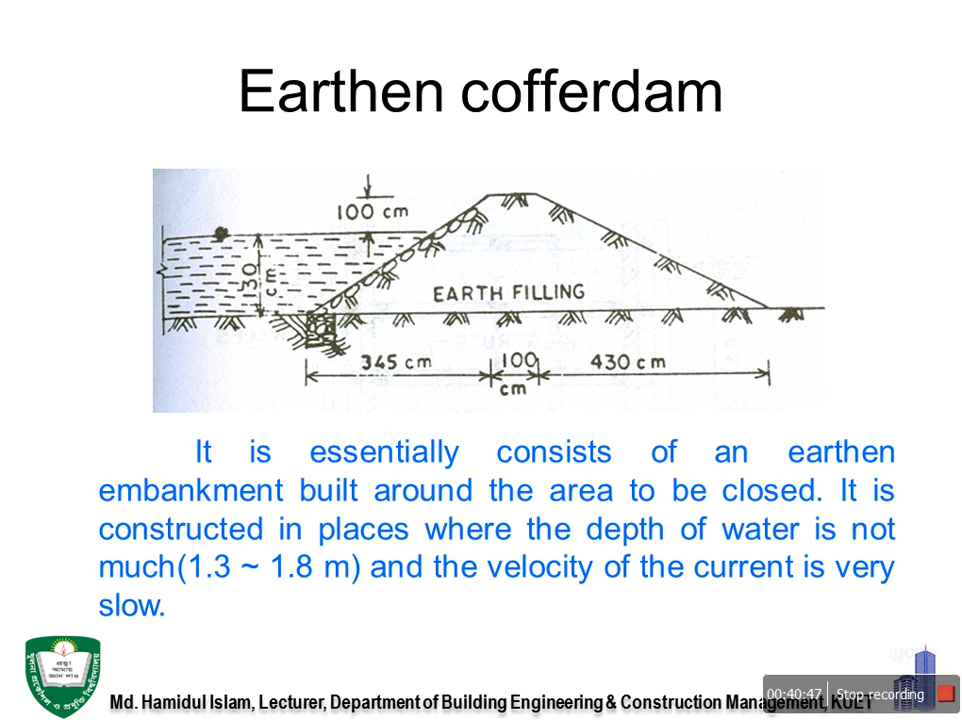 Earthen cofferdam
100 cm
130 cm
EARTH FILLING
345 cm
100 cm
430 cm
It is essentially consists of an earthen
embankment built around the area to be closed. It is
constructed in places where the depth of water is not
much(1.3 ~ 1.8 m) and the velocity of the current is very
slow.
Md. Hamidul Islam, Lecturer, Department of Building Engineering & Construction Management, KUET
00:40:47 Stop recording